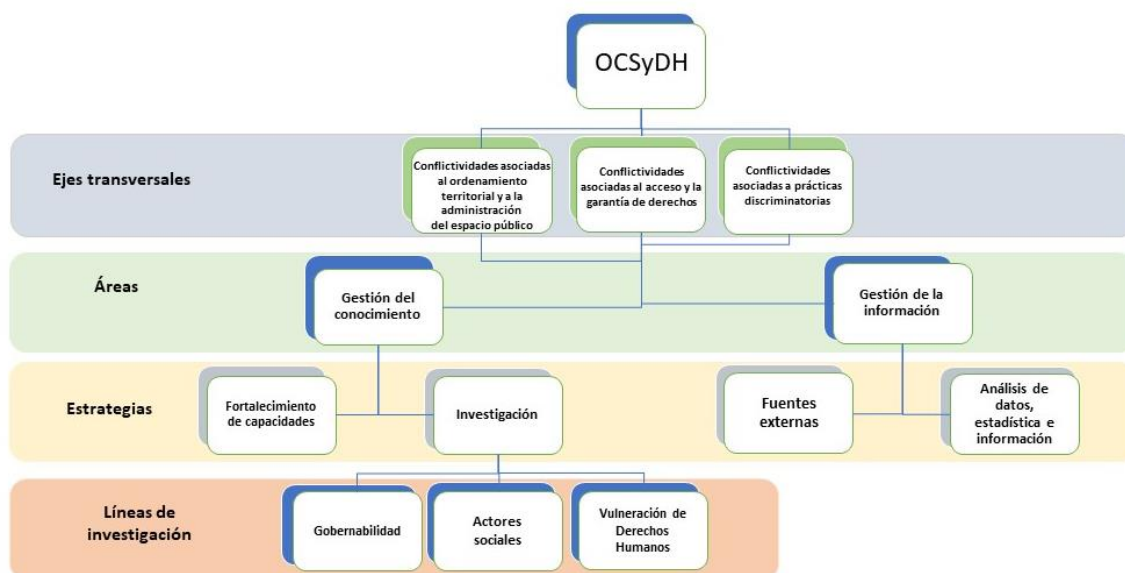 OCSyDH
Ejes transversales
Conflictividades asociadas
al ordenamiento
territorial y a la
administración
del espacio público
Conflictividades
asociadas al acceso y la
garantía de derechos
Conflictividades
asociadas a prácticas
discriminatorias
Áreas
Gestión del
conocimiento
Gestión de la
información
Estrategias
Fortalecimiento
de capacidades
Investigación
Fuentes
externas
Análisis de
datos,
estadística e
información
Líneas de
investigación
Gobernabilidad
Actores
sociales
Vulneración de
Derechos
Humanos